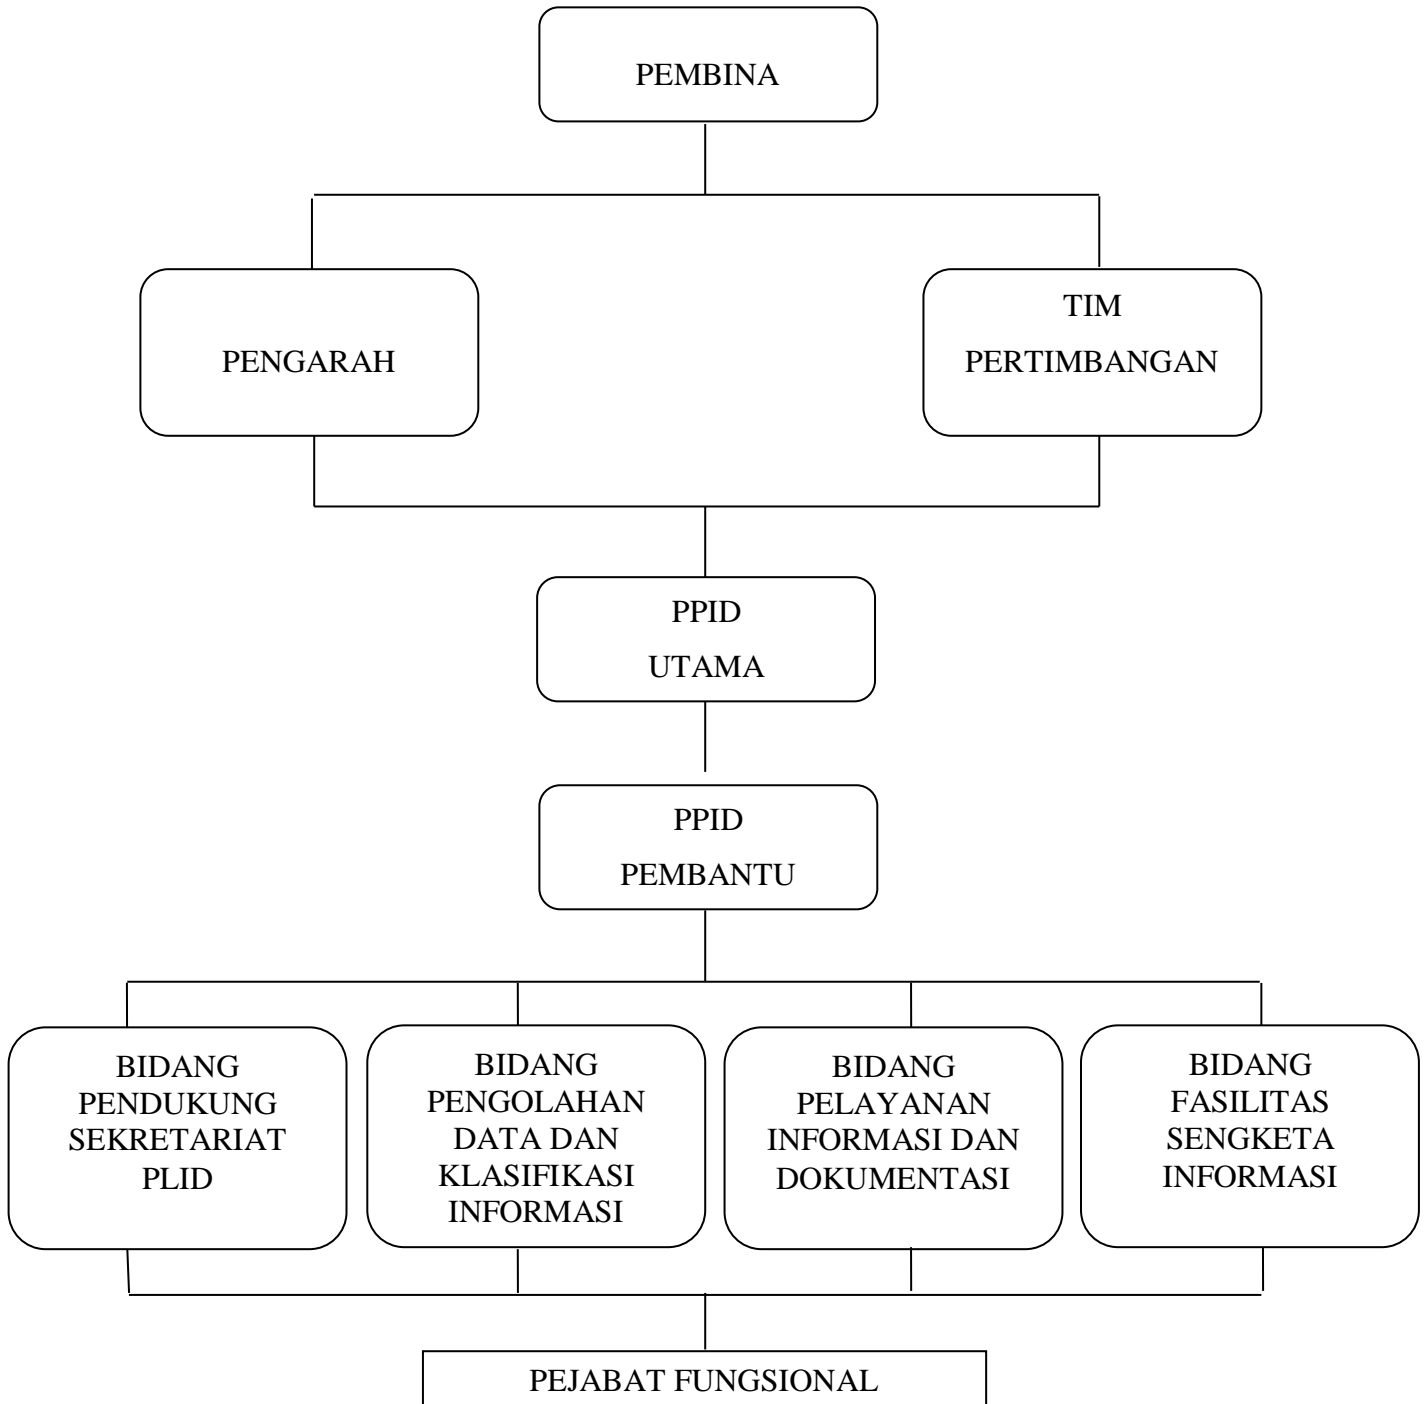 PEMBINA
PENGARAH
TIM
PERTIMBANGAN
PPID
UTAMA
PPID
PEMBANTU
BIDANG
PENDUKUNG
SEKRETARIAT
PLID
BIDANG
PENGOLAHAN
DATA DAN
KLASIFIKASI
INFORMASI
BIDANG
PELAYANAN
INFORMASI DAN
DOKUMENTASI
BIDANG
FASILITAS
SENGKETA
INFORMASI
PEJABAT FUNGSIONAL